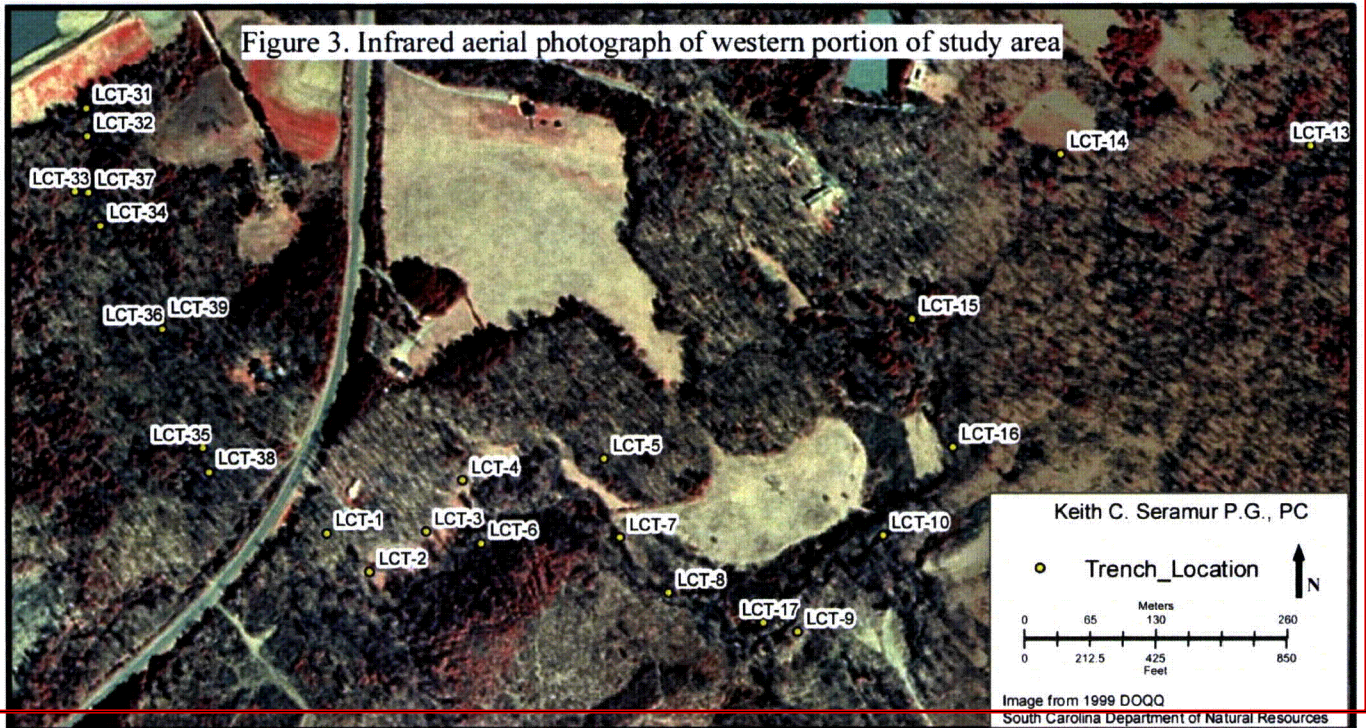 Figure 3. Infrared aerial photograph of western portion of study area
LCT-31
LCT-32
LCT-13
LCT-14
LCT-33 LCT-37
LCT-34
LCT-15
LCT-36 LCT-39
LCT-35
LCT-38
LCT-5
LCT-16
LCT-4
LCT-1
LCT-3
LCT-6
LCT-7
LCT-10
LCT-2
LCT-8
LCT-17
LCT-9
Keith C. Seramur P.G., PC
Trench_Location
N
Meters
0 65 130 260
0 212.5 425 850
Feet
Image from 1999 DOQQ
South Carolina Department of Natural Resources